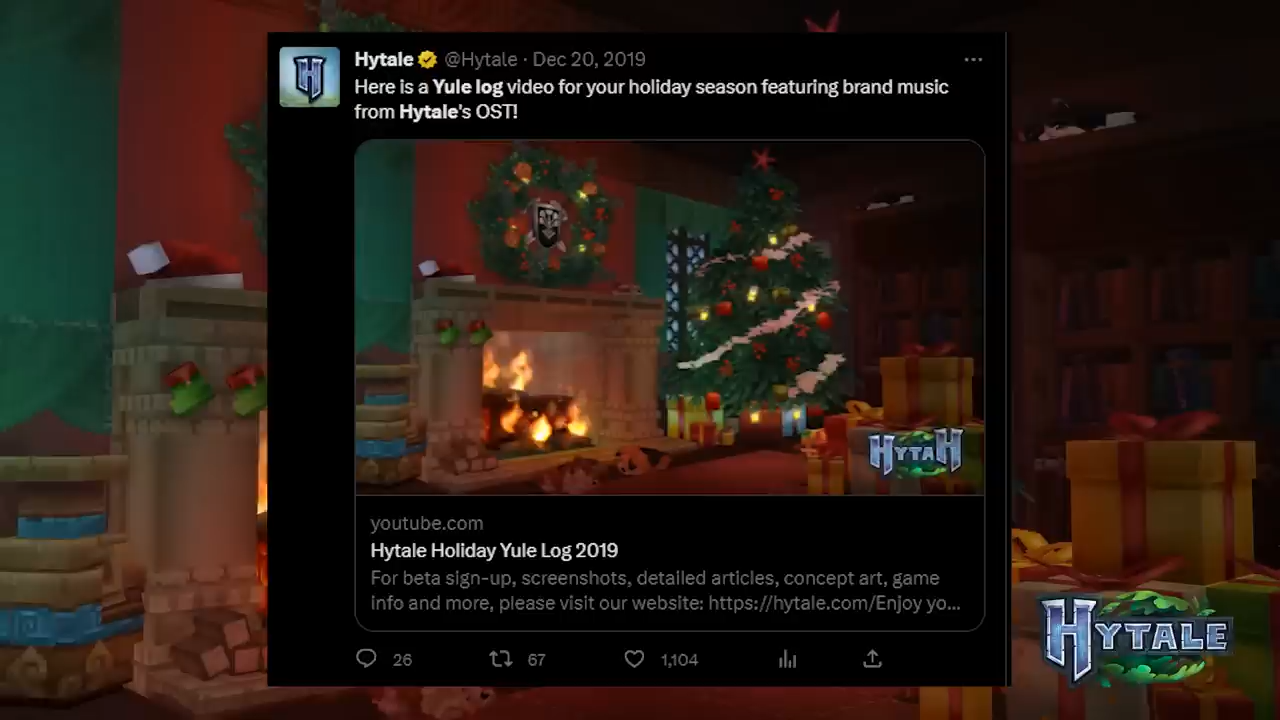 Hytale @Hytale · Dec 20, 2019
Here is a Yule log video for your holiday season featuring brand music
from Hytale's OST!
HYTAH
youtube.com
Hytale Holiday Yule Log 2019
For beta sign-up, screenshots, detailed articles, concept art, game
info and more, please visit our website: https://hytale.com/Enjoy yo...
26 67 1,104
HYTALE